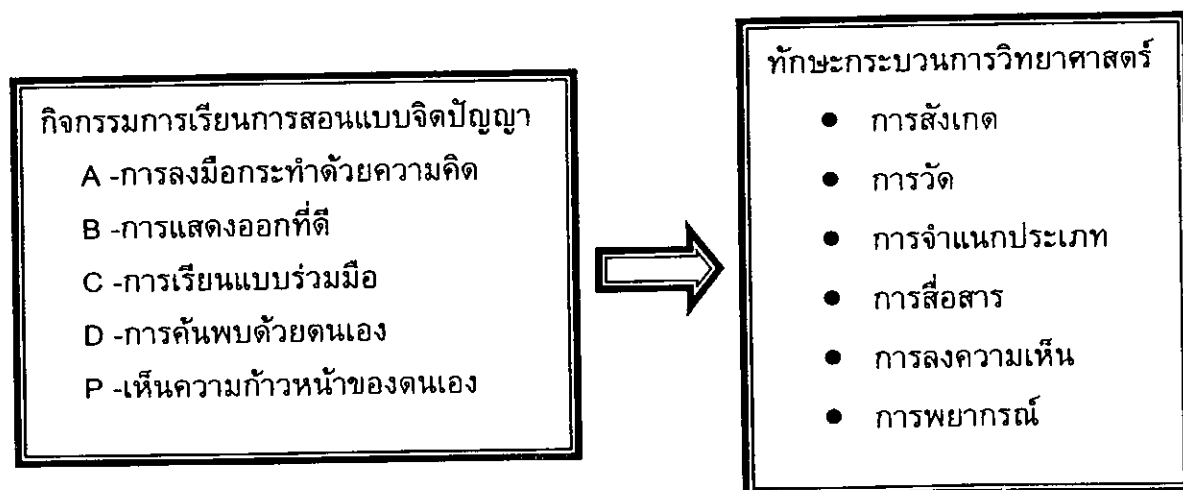 กิจกรรมการเรียนการสอนแบบจิตปัญญา
A -การลงมือกระทำด้วยความคิด
B -การแสดงออกที่ดี
C -การเรียนแบบร่วมมือ
D -การค้นพบด้วยตนเอง
P -เห็นความก้าวหน้าของตนเอง
ทักษะกระบวนการวิทยาศาสตร์
● การสังเกต
● การวัด
● การจำแนกประเภท
● การสื่อสาร
● การลงความเห็น
● การพยากรณ์